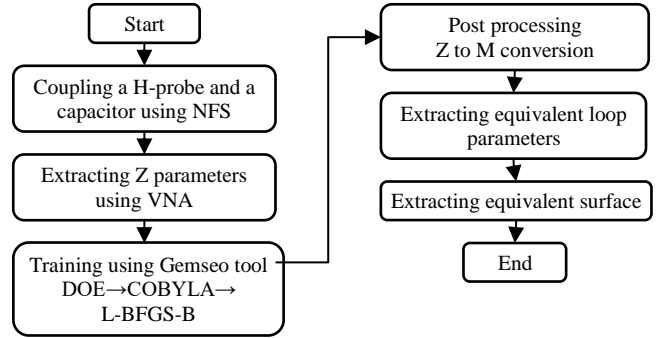 Start
Coupling a H-probe and a
capacitor using NFS
Extracting Z parameters
using VNA
Training using Gemseo tool
DOE→COBYLA→
L-BFGS-B
Post processing
Z to M conversion
Extracting equivalent loop
parameters
Extracting equivalent surface
End